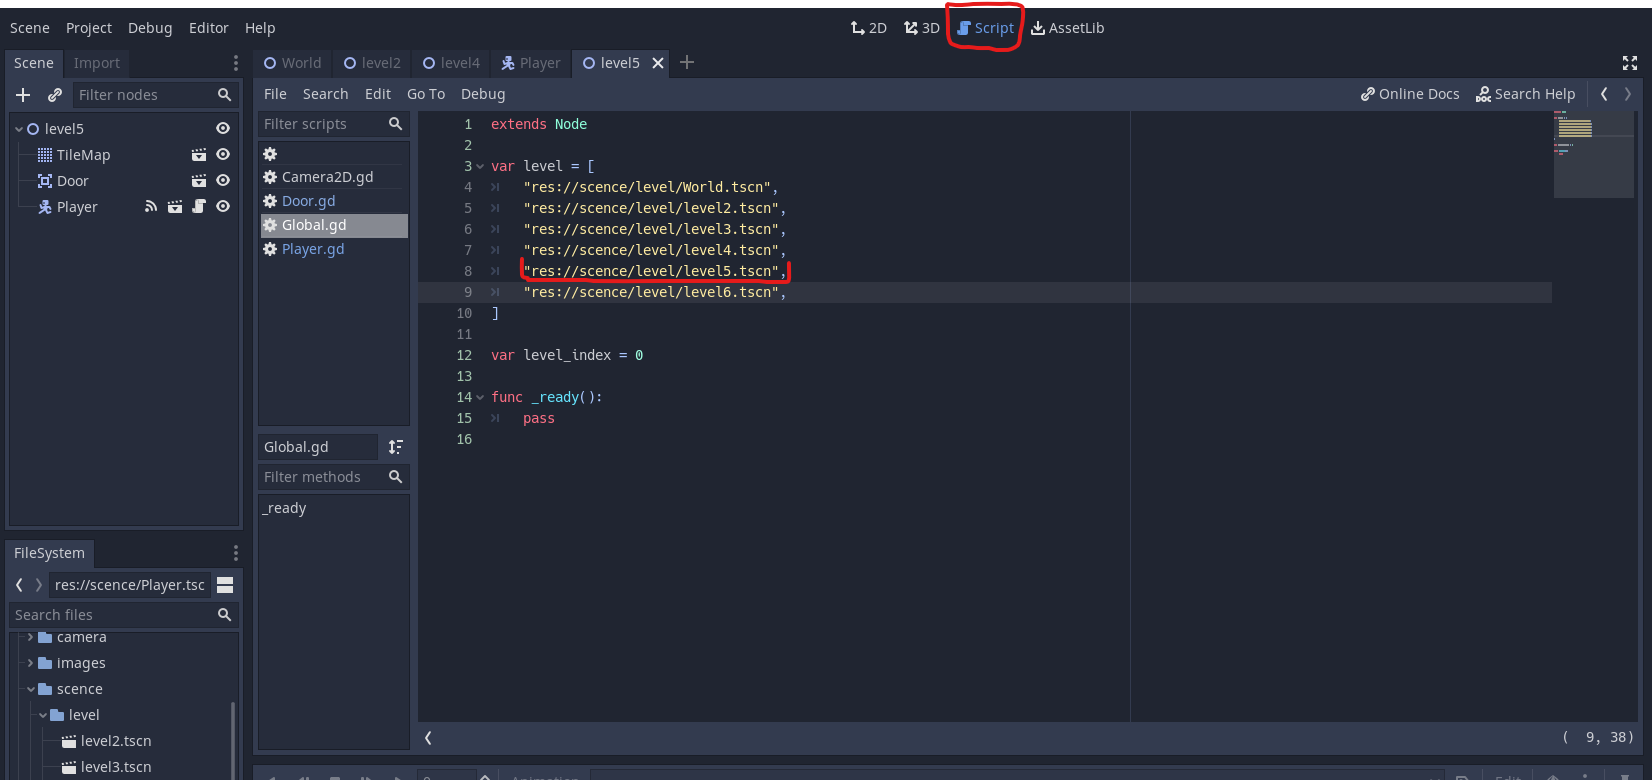 Scene Project Debug Editor Help 2D 3D Script AssetLib
Scene Import World level2 level4 Player level5
Filter nodes File Search Edit Go To Debug Online Docs Search Help
level5
TileMap
Door
Player
Filter scripts
Camera2D.gd
Door.gd
Global.gd
Player.gd
Global.gd
Filter methods
_ready
1 extends Node
2
3 var level = [
4 "res://scence/level/World.tscn",
5 "res://scence/level/level2.tscn",
6 "res://scence/level/level3.tscn",
7 "res://scence/level/level4.tscn",
8 "res://scence/level/level5.tscn",
9 "res://scence/level/level6.tscn",
10 ]
11
12 var level_index = 0
13
14 func _ready():
15 pass
16
( 9, 38)
FileSystem
res://scence/Player.tsc
Search files
camera
images
scence
level
level2.tscn
level3.tscn
Animation